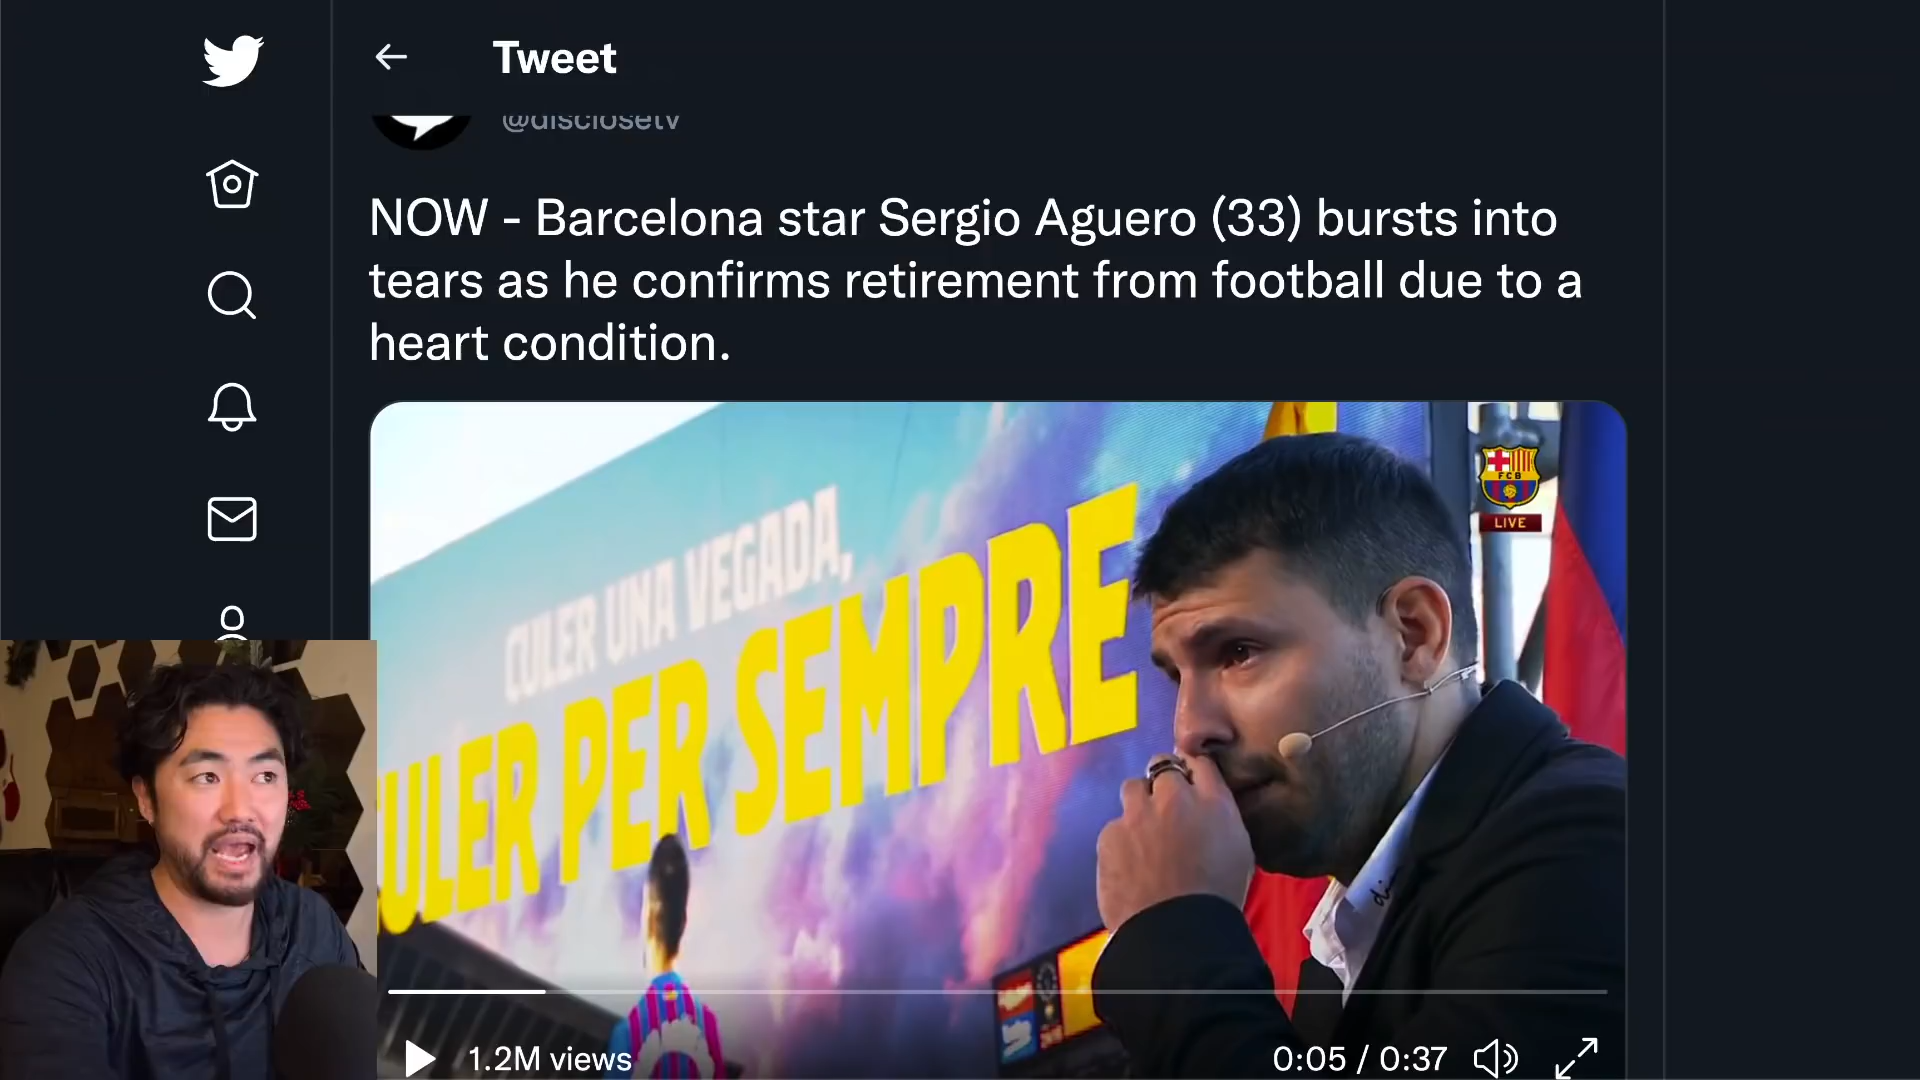 Tweet
@disclosetv
NOW - Barcelona star Sergio Aguero (33) bursts into
tears as he confirms retirement from football due to a
heart condition.
FCB
LIVE
CULER UNA VEGADA,
CULER PER SEMPRE
1.2M views
0:05 / 0:37